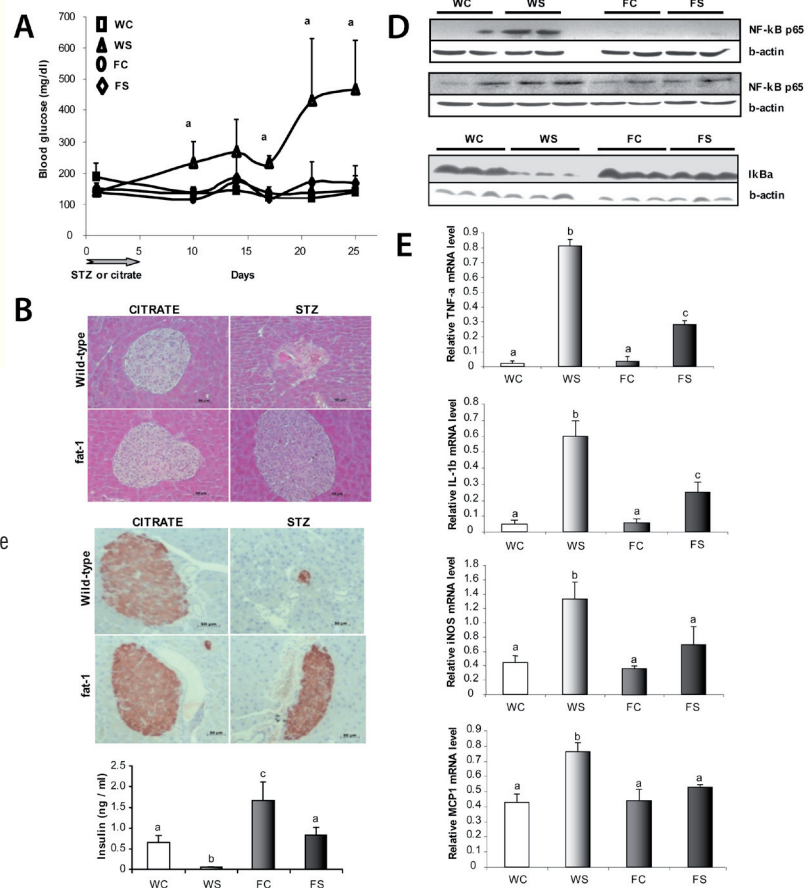 A
700
600
500
400
300
200
100
0
Blood glucose (mg/dl)
WC
WS
FC
FS
a
a
a
a
0
5
10
15
20
25
STZ or citrate
Days
B
CITRATE
STZ
Wild-type
fat-1
CITRATE
STZ
Wild-type
fat-1
e
2.5
2.0
1.5
1.0
0.5
0
Insulin (ng / ml)
a
b
c
a
WC
WS
FC
FS
D
WC
WS
FC
FS
NF-kB p65
b-actin
NF-kB p65
b-actin
WC
WS
FC
FS
IkBa
b-actin
E
0.9
0.8
0.7
0.6
0.5
0.4
0.3
0.2
0.1
0
Relative TNF-a mRNA level
a
b
a
c
WC
WS
FC
FS
0.8
0.6
0.5
0.4
0.3
0.2
0.1
0
Relative IL-1b mRNA level
a
b
a
c
WC
WS
FC
FS
1.8
1.6
1.4
1.2
1.0
0.8
0.6
0.4
0.2
0
Relative iNOS mRNA level
a
b
a
a
WC
WS
FC
FS
0.9
0.8
0.7
0.6
0.5
0.4
0.3
0.2
0.1
0
Relative MCP1 mRNA level
a
b
a
a
WC
WS
FC
FS